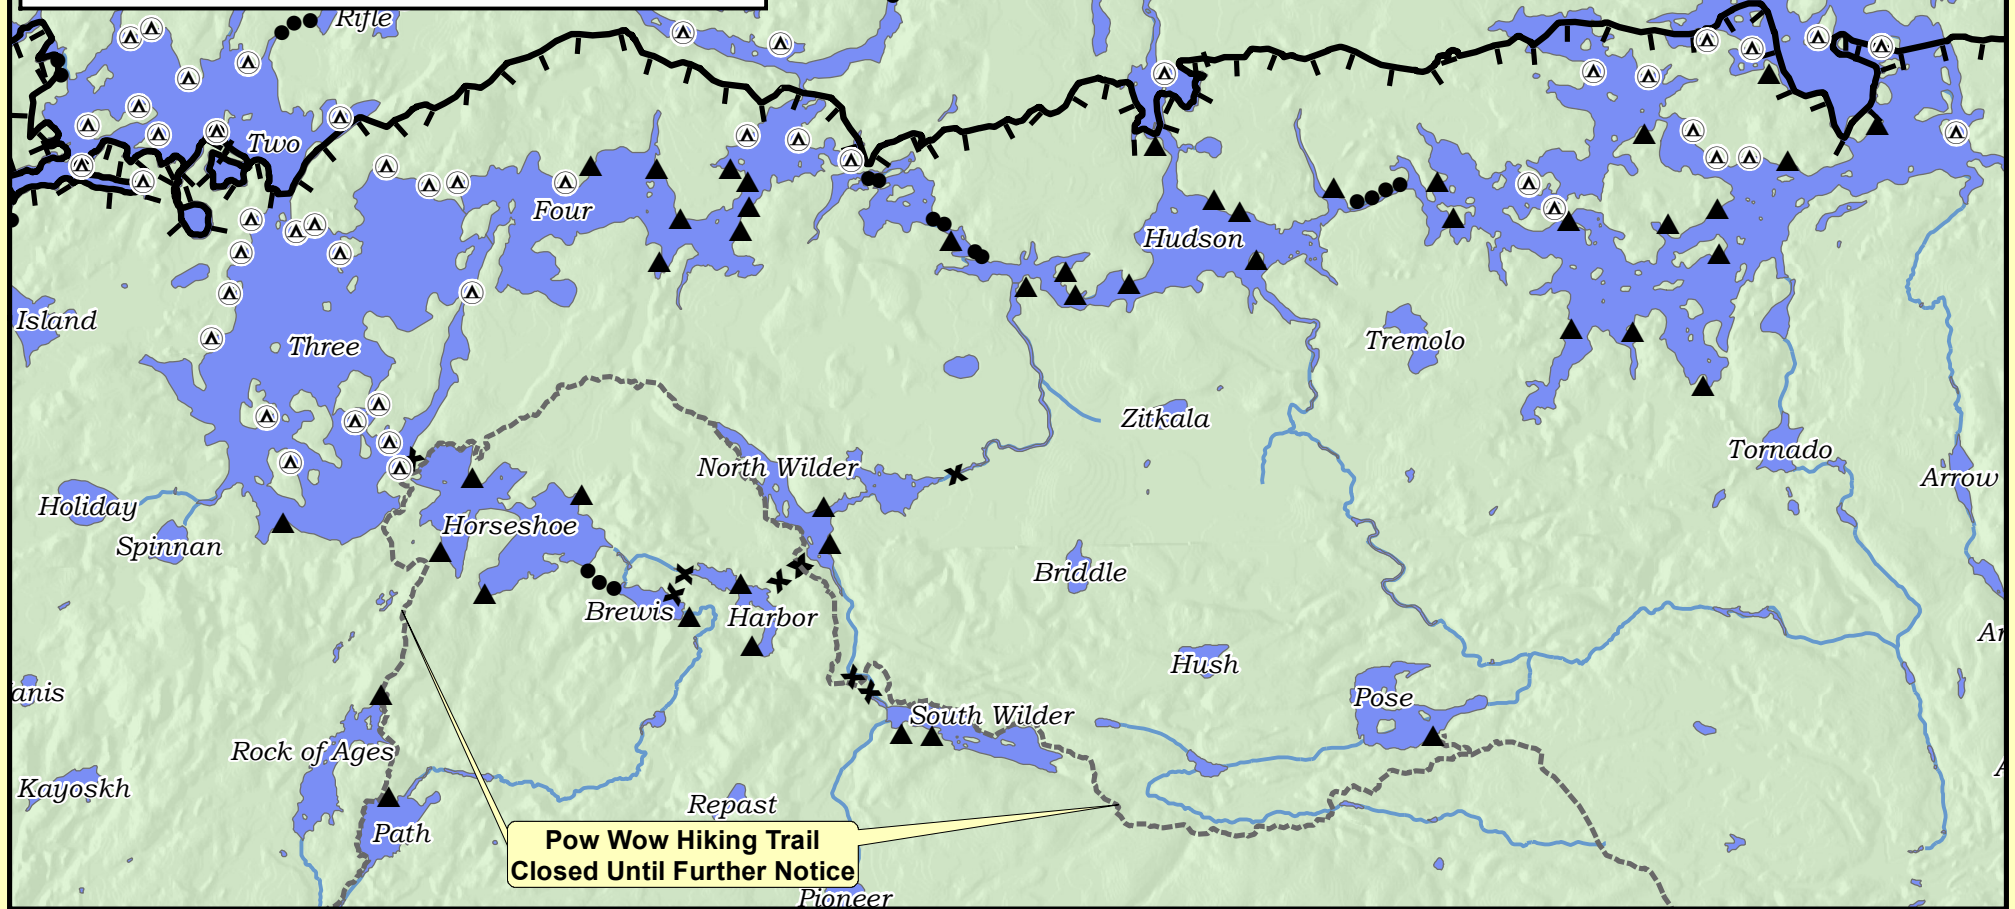 Rifle
Two
Four
Hudson
Island
Three
Tremolo
Zitkala
North Wilder
Tornado
Arrow
Holiday
Horseshoe
Spinnan
Briddle
Brewis
Harbor
Hush
anis
Pose
South Wilder
Rock of Ages
Kayoskh
Repast
Path
Pow Wow Hiking Trail
Closed Until Further Notice
Pioneer